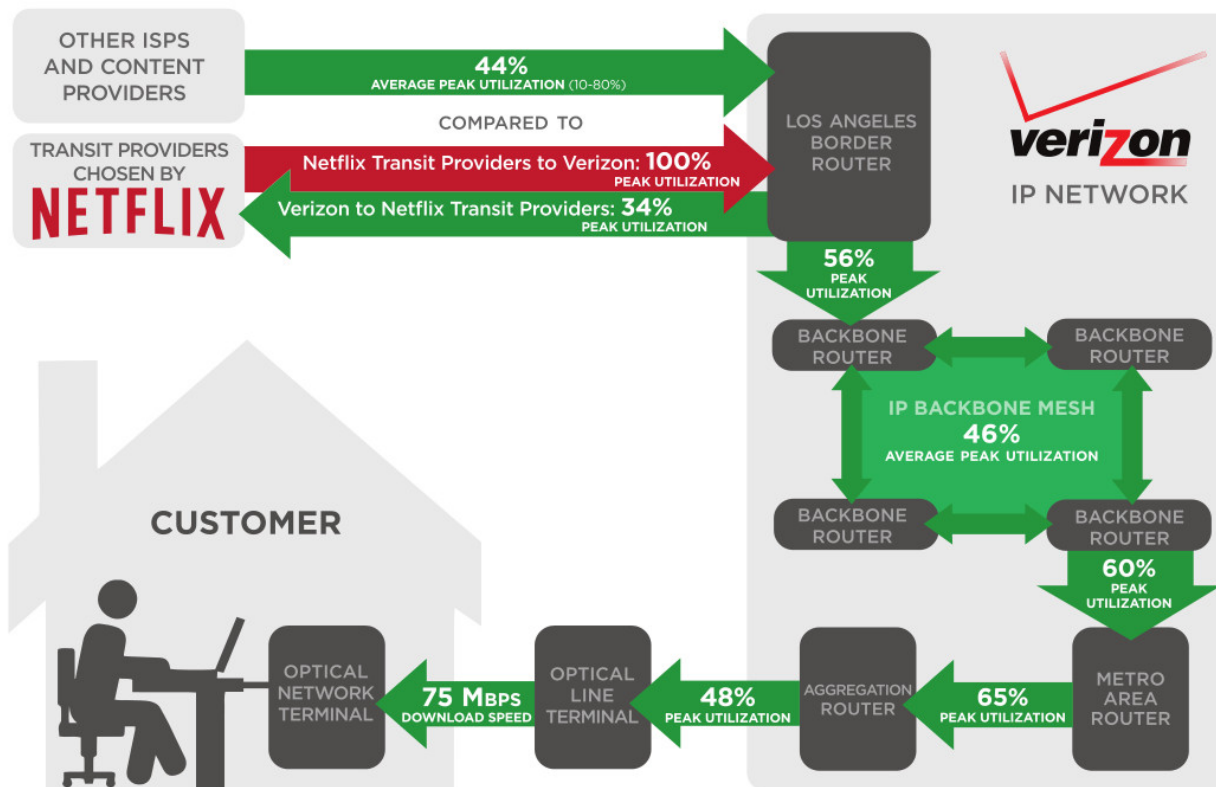 OTHER ISPS
AND CONTENT
PROVIDERS
44%
AVERAGE PEAK UTILIZATION (10-80%)
COMPARED TO
TRANSIT PROVIDERS
CHOSEN BY
NETFLIX
Netflix Transit Providers to Verizon: 100%
PEAK UTILIZATION
Verizon to Netflix Transit Providers: 34%
PEAK UTILIZATION
LOS ANGELES
BORDER
ROUTER
verizon
IP NETWORK
56%
PEAK
UTILIZATION
BACKBONE
ROUTER
BACKBONE
ROUTER
IP BACKBONE MESH
46%
AVERAGE PEAK UTILIZATION
BACKBONE
ROUTER
BACKBONE
ROUTER
60%
PEAK
UTILIZATION
METRO
AREA
ROUTER
65%
PEAK UTILIZATION
AGGREGATION
ROUTER
48%
PEAK UTILIZATION
OPTICAL
LINE
TERMINAL
75 MBPS
DOWNLOAD SPEED
OPTICAL
NETWORK
TERMINAL
CUSTOMER